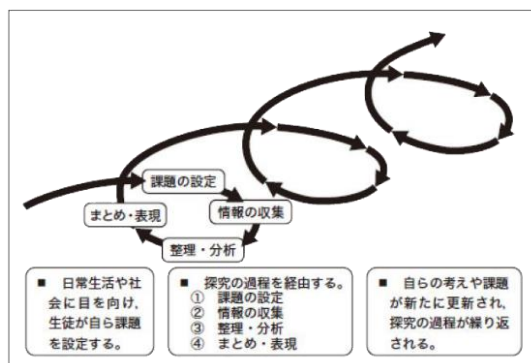 課題の設定
まとめ・表現
情報の収集
整理・分析
■ 日常生活や社
会に目を向け,
生徒が自ら課題
を設定する。
■ 探究の過程を経由する。
① 課題の設定
② 情報の収集
③ 整理・分析
④ まとめ・表現
■ 自らの考えや課題
が新たに更新され,
探究の過程が繰り返
される。